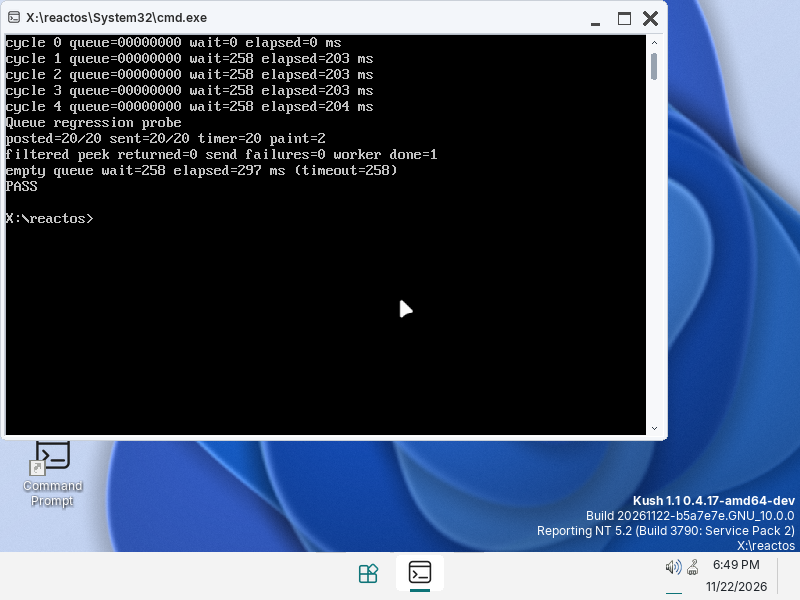 X:\reactos\System32\cmd.exe
cycle 0 queue=00000000 wait=0 elapsed=0 ms
cycle 1 queue=00000000 wait=258 elapsed=203 ms
cycle 2 queue=00000000 wait=258 elapsed=203 ms
cycle 3 queue=00000000 wait=258 elapsed=203 ms
cycle 4 queue=00000000 wait=258 elapsed=204 ms
Queue regression probe
posted=20/20 sent=20/20 timer=20 paint=2
filtered peek returned=0 send failures=0 worker done=1
empty queue wait=258 elapsed=297 ms (timeout=258)
PASS
X:\reactos>
Command
Prompt
Kush 1.1 0.4.17-amd64-dev
Build 20261122-b5a7e7e.GNU_10.0.0
Reporting NT 5.2 (Build 3790: Service Pack 2)
X:\reactos
6:49 PM
11/22/2026